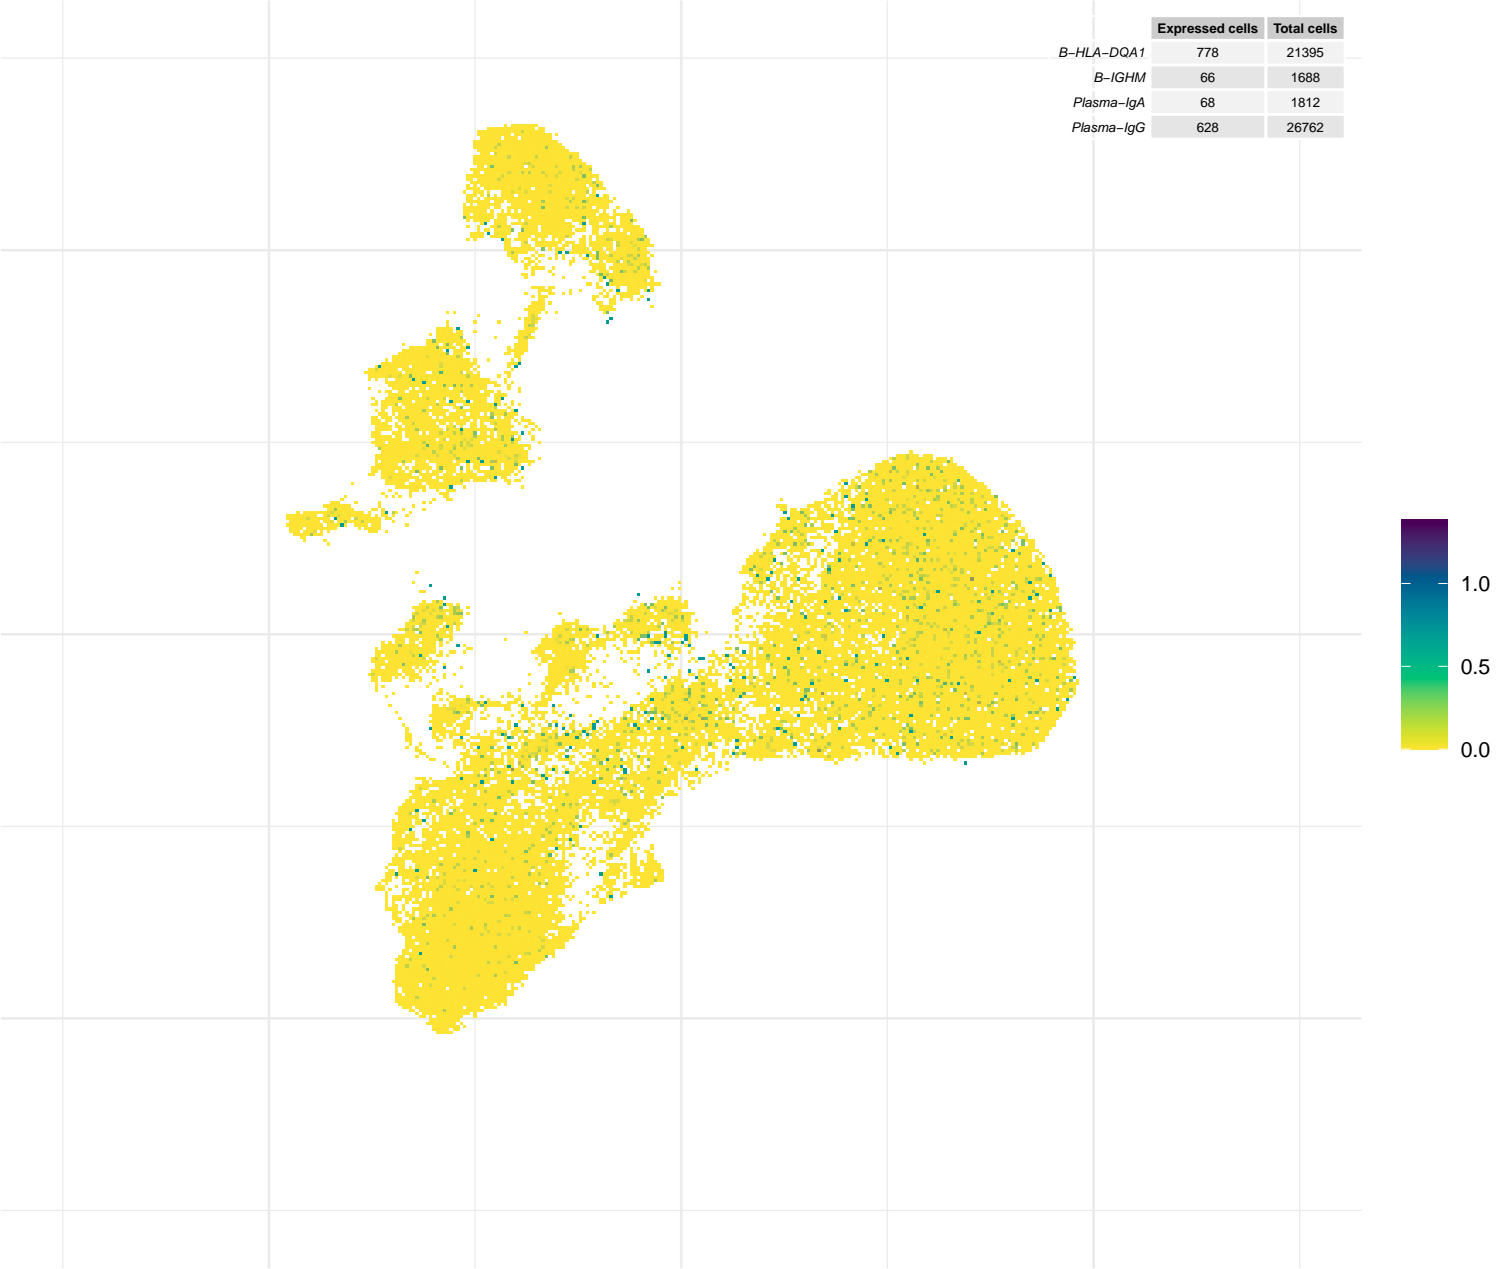 Expressed cells Total cells
B−HLA−DQA1 778 21395
B−IGHM 66 1688
Plasma−IgA 68 1812
Plasma−IgG 628 26762
1.0
0.5
0.0